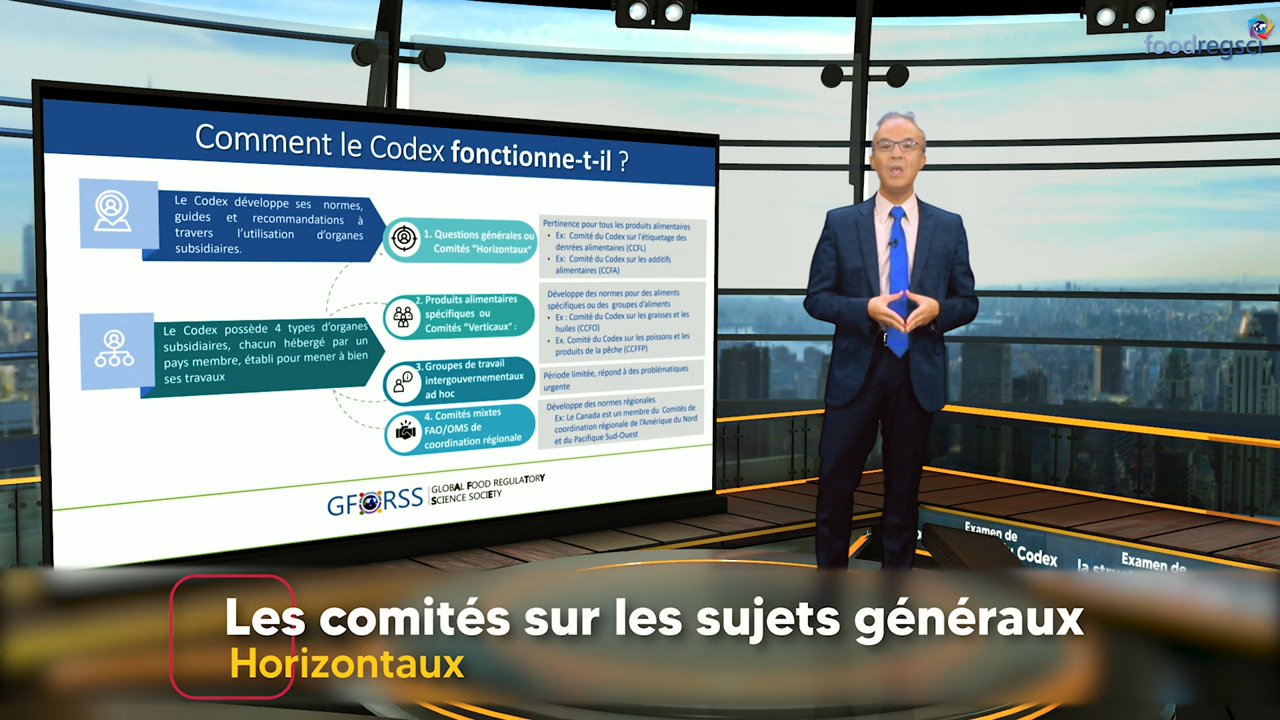 foodregsci
Comment le Codex fonctionne-t-il ?
Le Codex développe ses normes,
guides et recommandations à
travers l'utilisation d'organes
subsidiaires.
Le Codex possède 4 types d'organes
subsidiaires, chacun hébergé par un
pays membre, établi pour mener à bien
ses travaux
1. Questions générales ou
Comités "Horizontaux"
Pertinence pour tous les produits alimentaires
• Ex: Comité du Codex sur l'étiquetage des
denrées alimentaires (CCFL)
• Ex: Comité du Codex sur les additifs
alimentaires (CCFA)
2. Produits alimentaires
spécifiques ou
Comités "Verticaux" :
Développe des normes pour des aliments
spécifiques ou des groupes d'aliments
• Ex : Comité du Codex sur les graisses et les
huiles (CCFO)
• Ex. Comité du Codex sur les poissons et les
produits de la pêche (CCFFP)
3. Groupes de travail
intergouvernementaux
ad hoc
Période limitée, répond à des problématiques
urgente
4. Comités mixtes
FAO/OMS de
coordination régionale
Développe des normes régionales
Ex: Le Canada est un membre du Comités de
coordination régionale de l'Amérique du Nord
et du Pacifique Sud-Ouest
GFORSS
GLOBAL FOOD REGULATORY
SCIENCE SOCIETY
Examen de
Codex
Examen de
Les comités sur les sujets généraux
Horizontaux